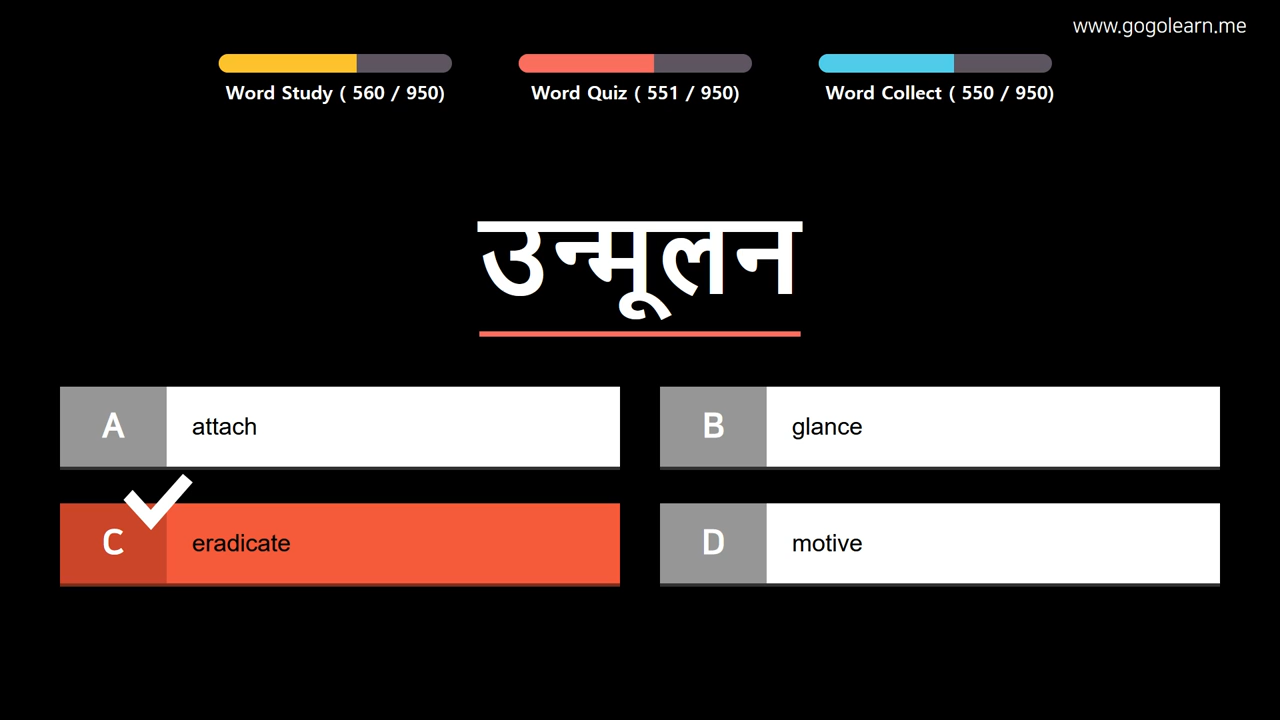 www.gogolearn.me
Word Study ( 560 / 950)
Word Quiz ( 551 / 950)
Word Collect ( 550 / 950)
उन्मूलन
A attach
B glance
C eradicate
D motive